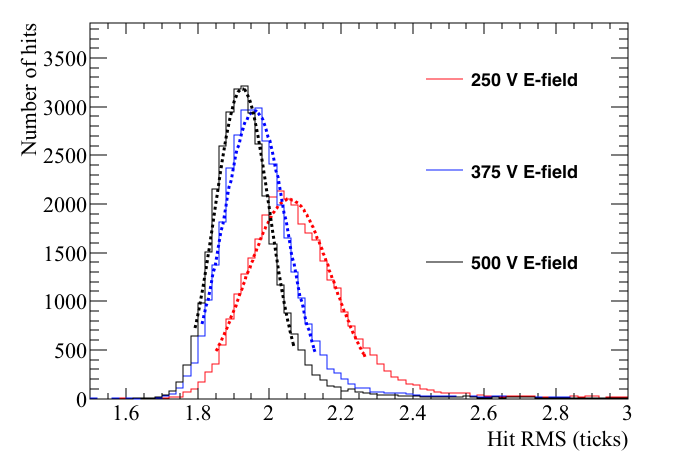 Number of hits
3500
3000
2500
2000
1500
1000
500
0
250 V E-field
375 V E-field
500 V E-field
1.6 1.8 2 2.2 2.4 2.6 2.8 3
Hit RMS (ticks)